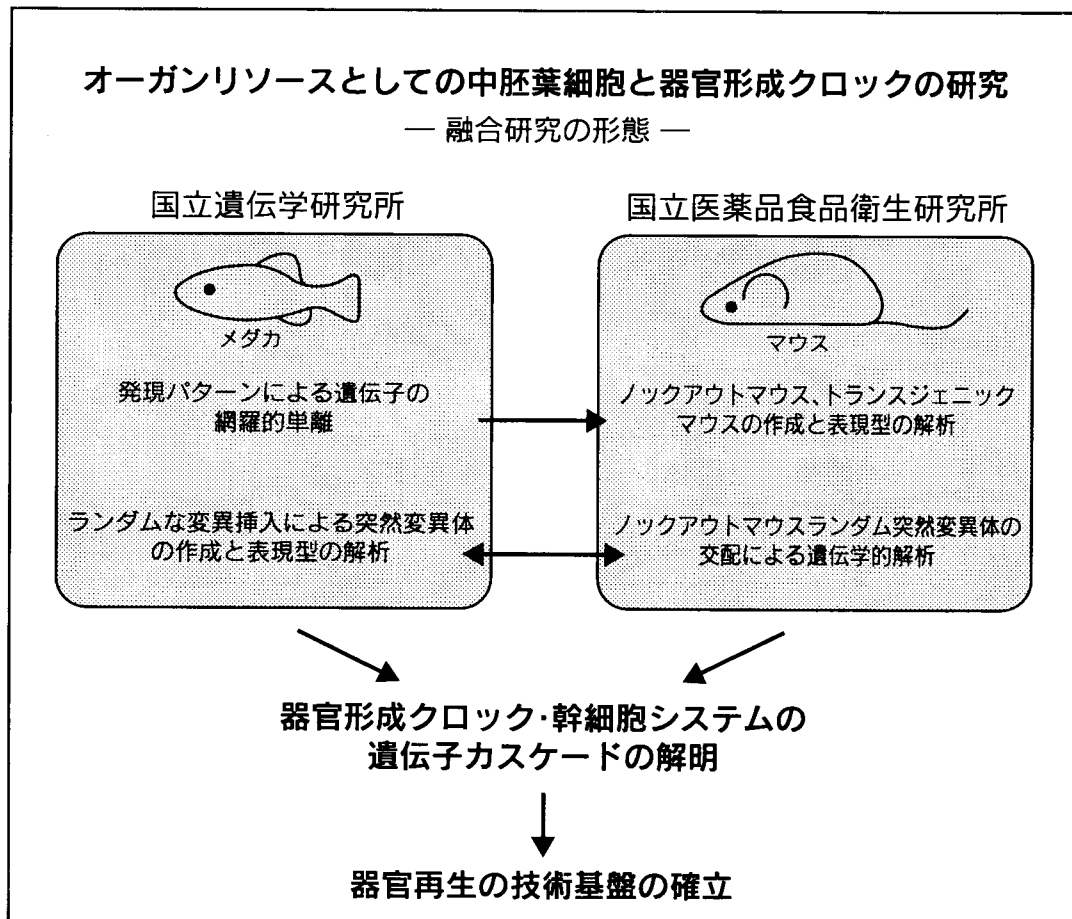 オーガンリソースとしての中胚葉細胞と器官形成クロックの研究
― 融合研究の形態 ―
国立遺伝学研究所
メダカ
発現パターンによる遺伝子の
網羅的単離
ランダムな変異挿入による突然変異体
の作成と表現型の解析
国立医薬品食品衛生研究所
マウス
ノックアウトマウス、トランスジェニック
マウスの作成と表現型の解析
ノックアウトマウスランダム突然変異体の
交配による遺伝学的解析
器官形成クロック・幹細胞システムの
遺伝子カスケードの解明
器官再生の技術基盤の確立